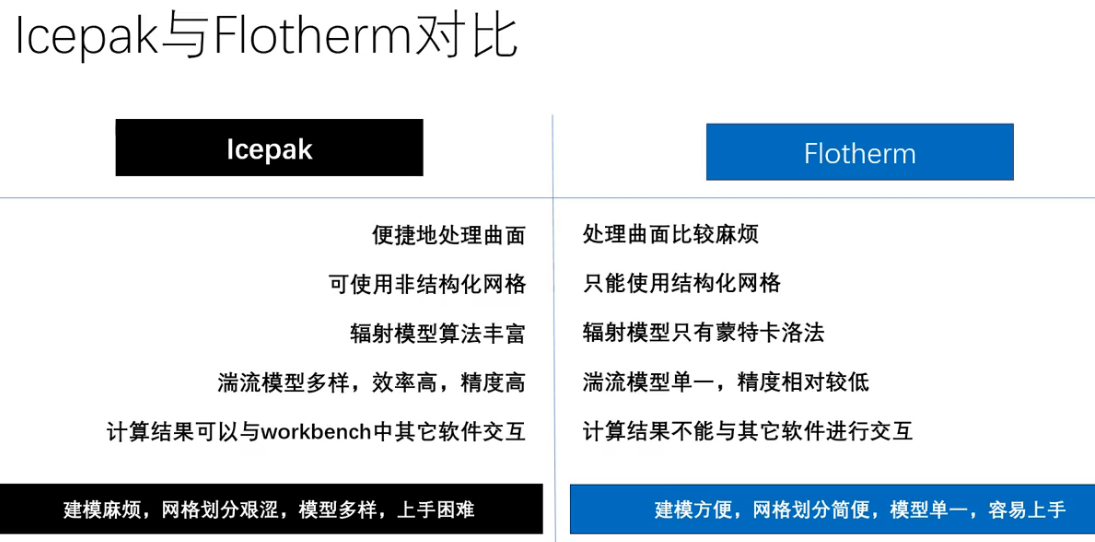 Icepak与Flotherm对比
Icepak
Flotherm
便捷地处理曲面
处理曲面比较麻烦
可使用非结构化网格
只能使用结构化网格
辐射模型算法丰富
辐射模型只有蒙特卡洛法
湍流模型多样，效率高，精度高
湍流模型单一，精度相对较低
计算结果可以与workbench中其它软件交互
计算结果不能与其它软件进行交互
建模麻烦，网格划分艰涩，模型多样，上手困难
建模方便，网格划分简便，模型单一，容易上手